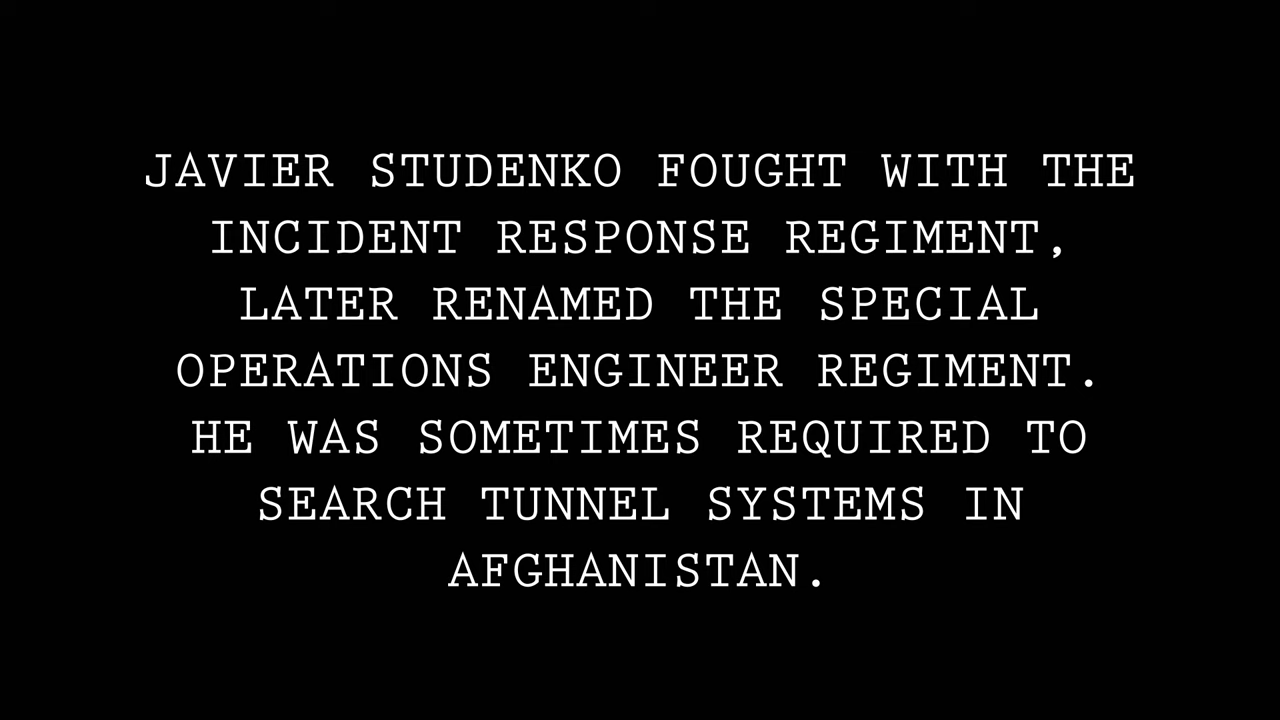 JAVIER STUDENKO FOUGHT WITH THE
INCIDENT RESPONSE REGIMENT,
LATER RENAMED THE SPECIAL
OPERATIONS ENGINEER REGIMENT.
HE WAS SOMETIMES REQUIRED TO
SEARCH TUNNEL SYSTEMS IN
AFGHANISTAN.